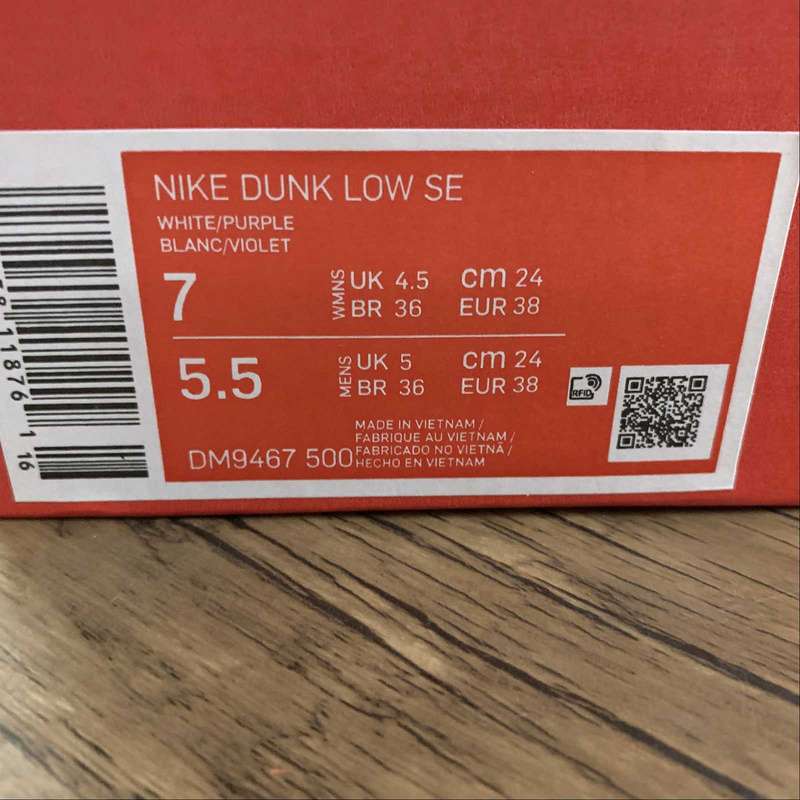 NIKE DUNK LOW SE
WHITE/PURPLE
BLANC/VIOLET
7 WMNS UK 4.5 cm 24
BR 36 EUR 38
5.5 MENS UK 5 cm 24
BR 36 EUR 38
RFID
DM9467 500
MADE IN VIETNAM /
FABRIQUE AU VIETNAM /
FABRICADO NO VIETNÃ /
HECHO EN VIETNAM
11876 1
16